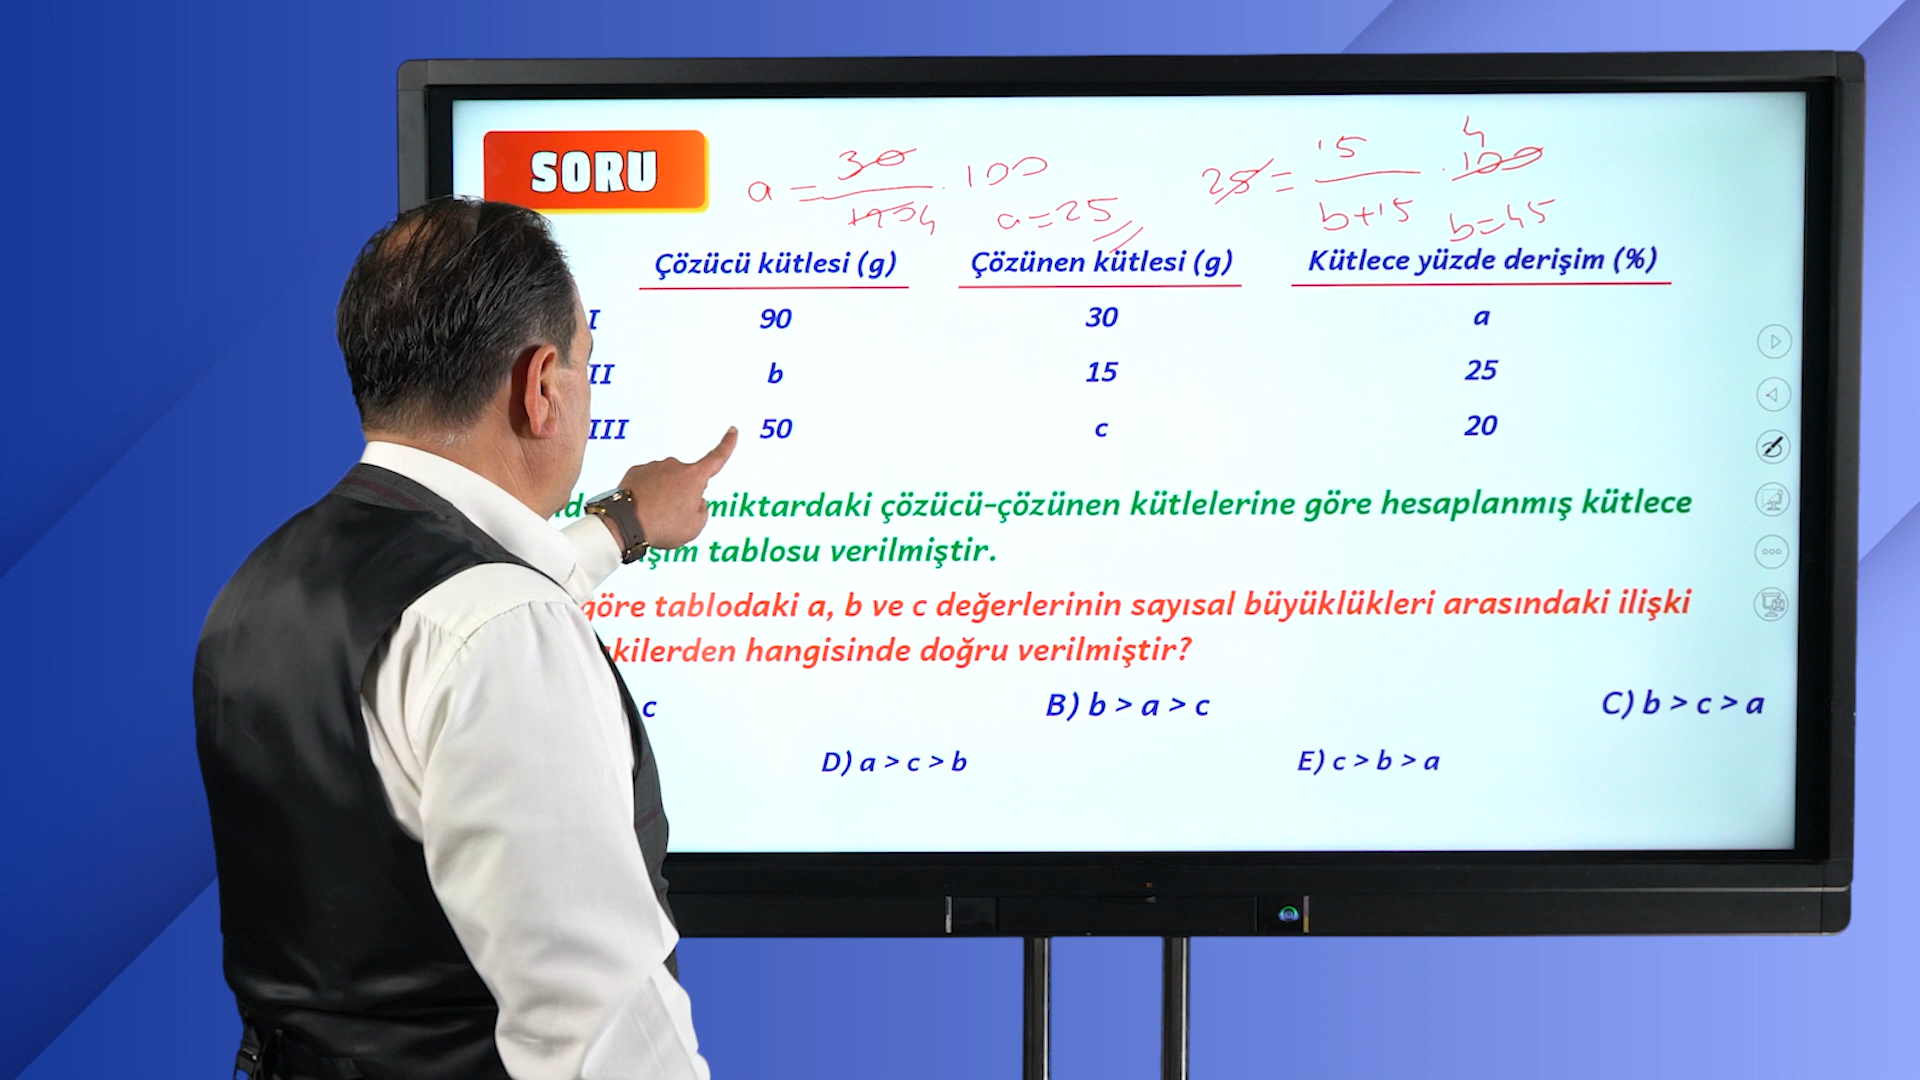 SORU
a = 30 / 120 4 . 100
a = 25
25 = 15 / b+15 . 100 4
b = 45
Çözücü kütlesi (g) Çözünen kütlesi (g) Kütlece yüzde derişim (%)
I 90 30 a
II b 15 25
III 50 c 20
miktardaki çözücü-çözünen kütlelerine göre hesaplanmış kütlece
tablosu verilmiştir.
göre tablodaki a, b ve c değerlerinin sayısal büyüklükleri arasındaki ilişki
hangisinde doğru verilmiştir?
c B) b > a > c C) b > c > a
D) a > c > b E) c > b > a